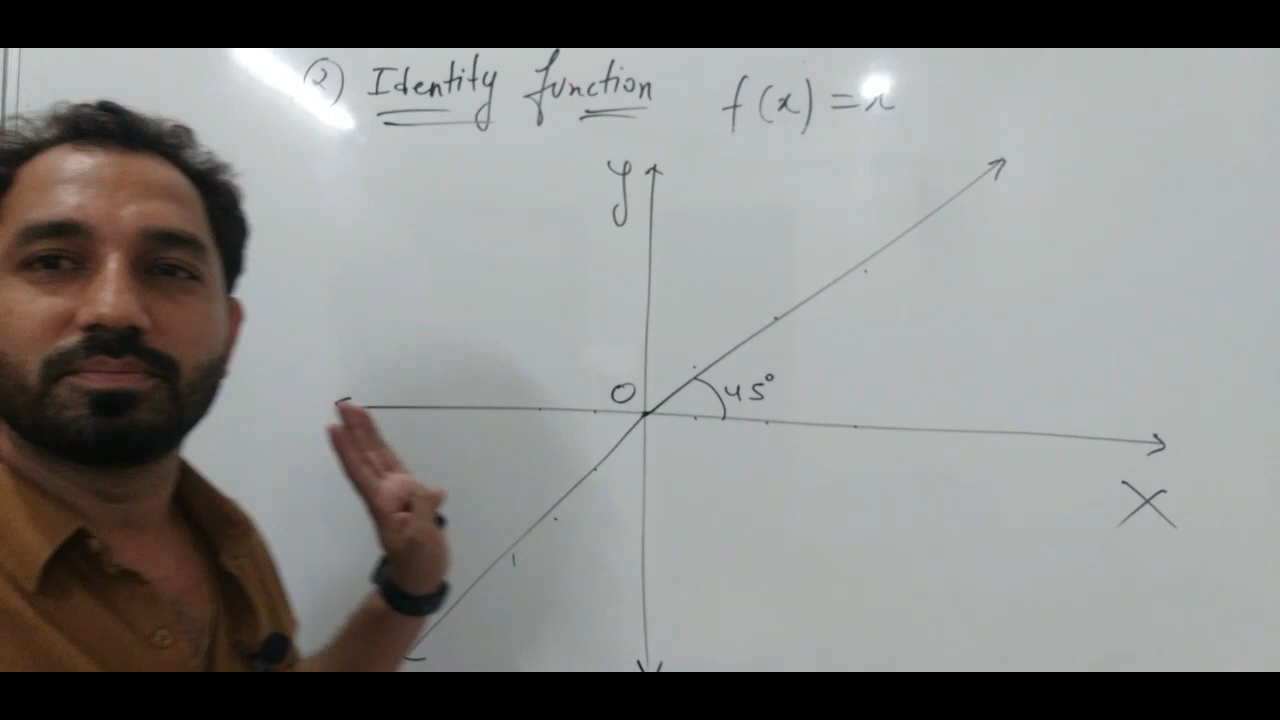 ② Identity function f(x) = x
y
O 45°
X